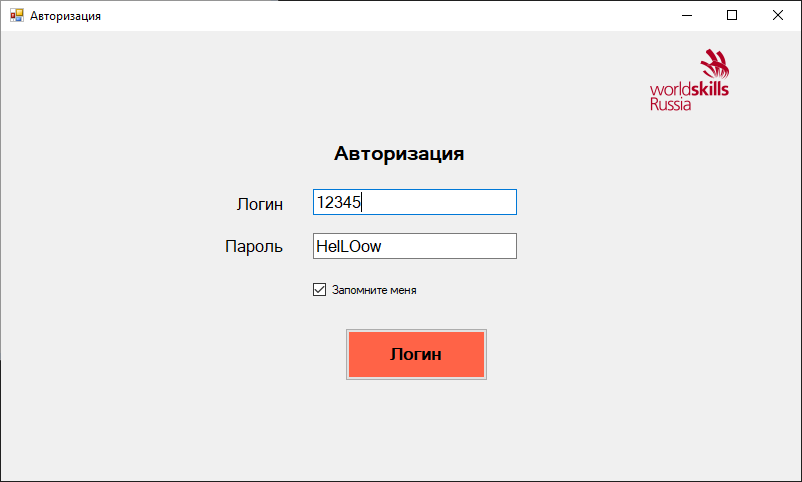 Авторизация
worldskills
Russia
Авторизация
Логин 12345
Пароль HelLOow
Запомните меня
Логин